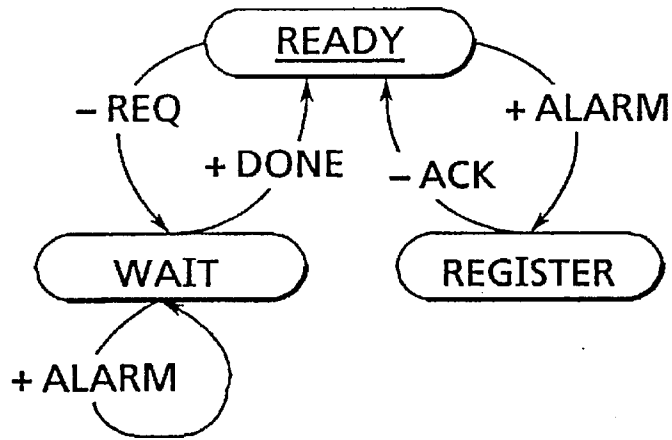 READY
– REQ
+ ALARM
+ DONE
– ACK
WAIT
REGISTER
+ ALARM